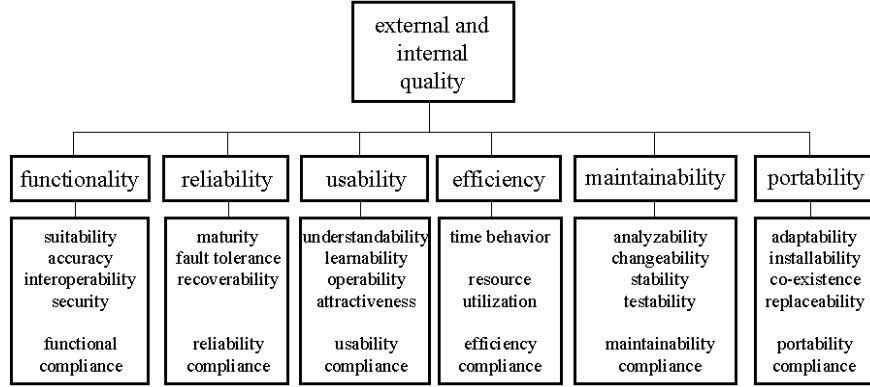 external and
internal
quality
functionality
reliability
usability
efficiency
maintainability
portability
suitability
accuracy
interoperability
security
functional
compliance
maturity
fault tolerance
recoverability
reliability
compliance
understandability
learnability
operability
attractiveness
usability
compliance
time behavior
resource
utilization
efficiency
compliance
analyzability
changeability
stability
testability
maintainability
compliance
adaptability
installability
co-existence
replaceability
portability
compliance